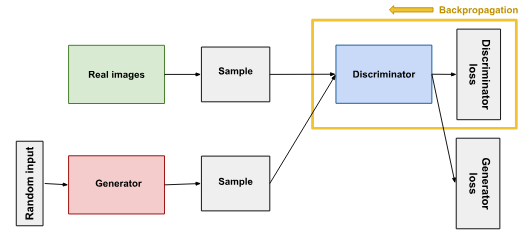 Backpropagation
Real images
Sample
Discriminator
Discriminator
loss
Random input
Generator
Sample
Generator
loss